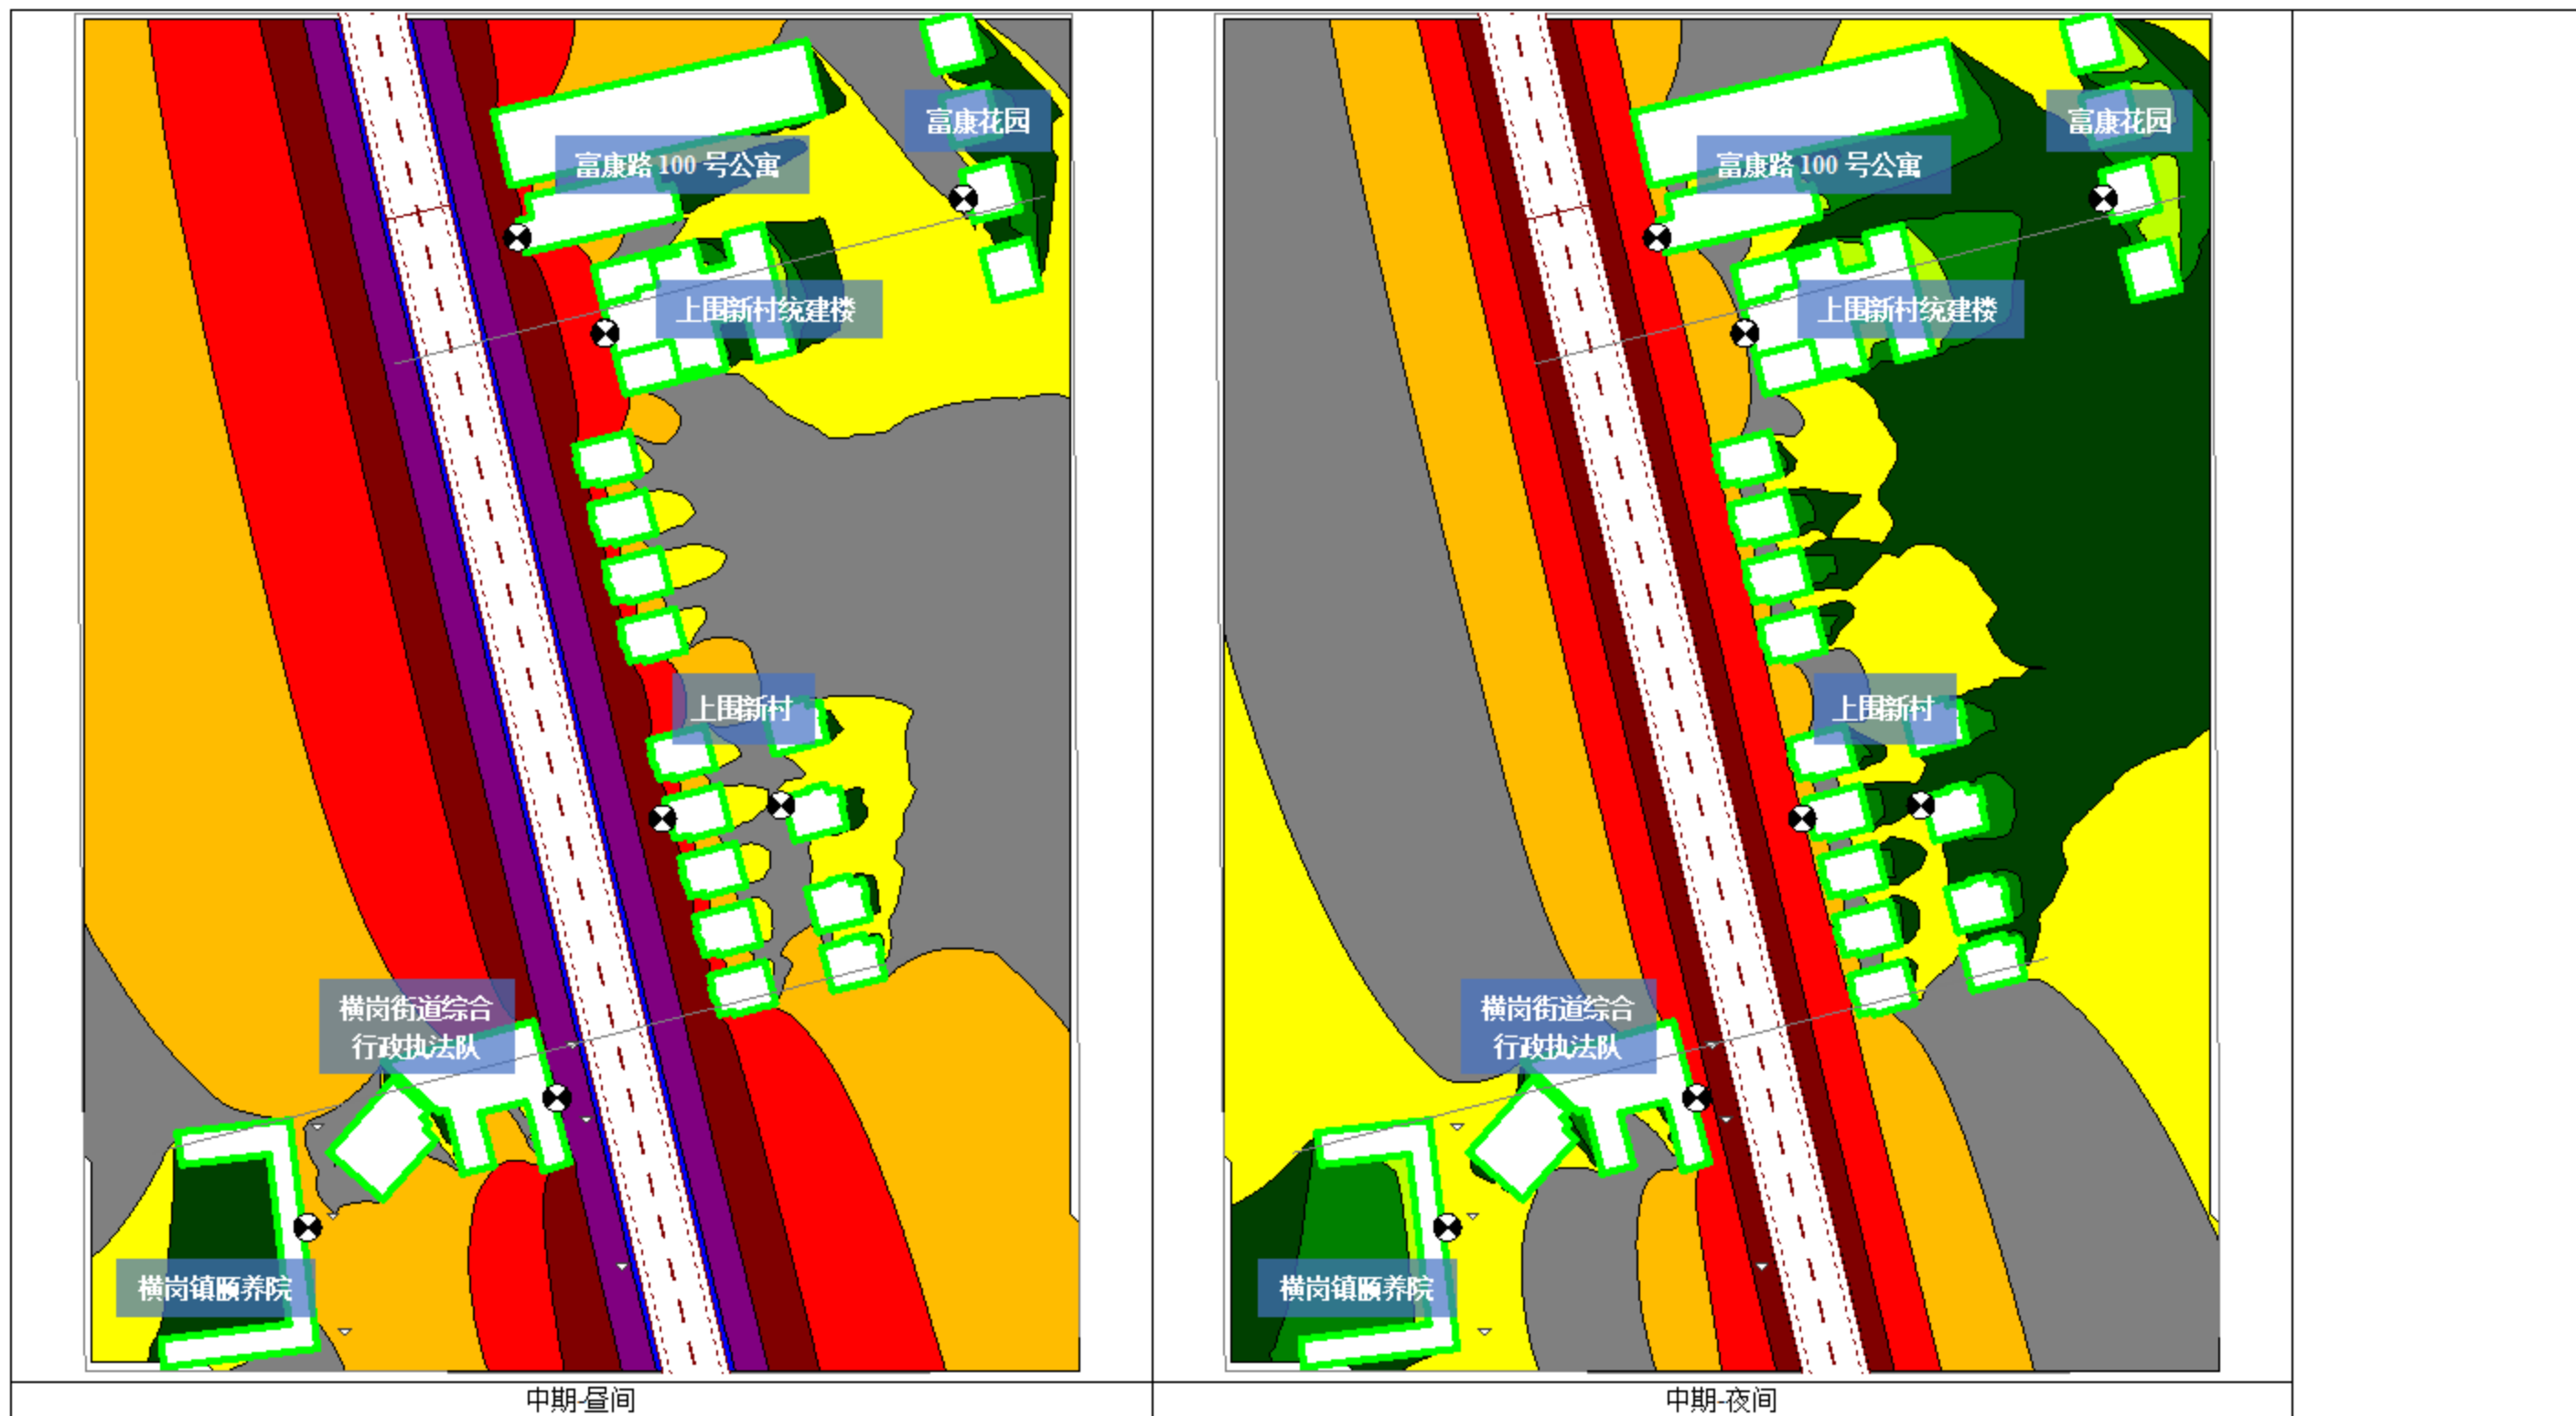 富康花园
富康路 100 号公寓
上围新村统建楼
上围新村
横岗街道综合
行政执法队
横岗镇颐养院
中期-昼间
富康花园
富康路 100 号公寓
上围新村统建楼
上围新村
横岗街道综合
行政执法队
横岗镇颐养院
中期-夜间